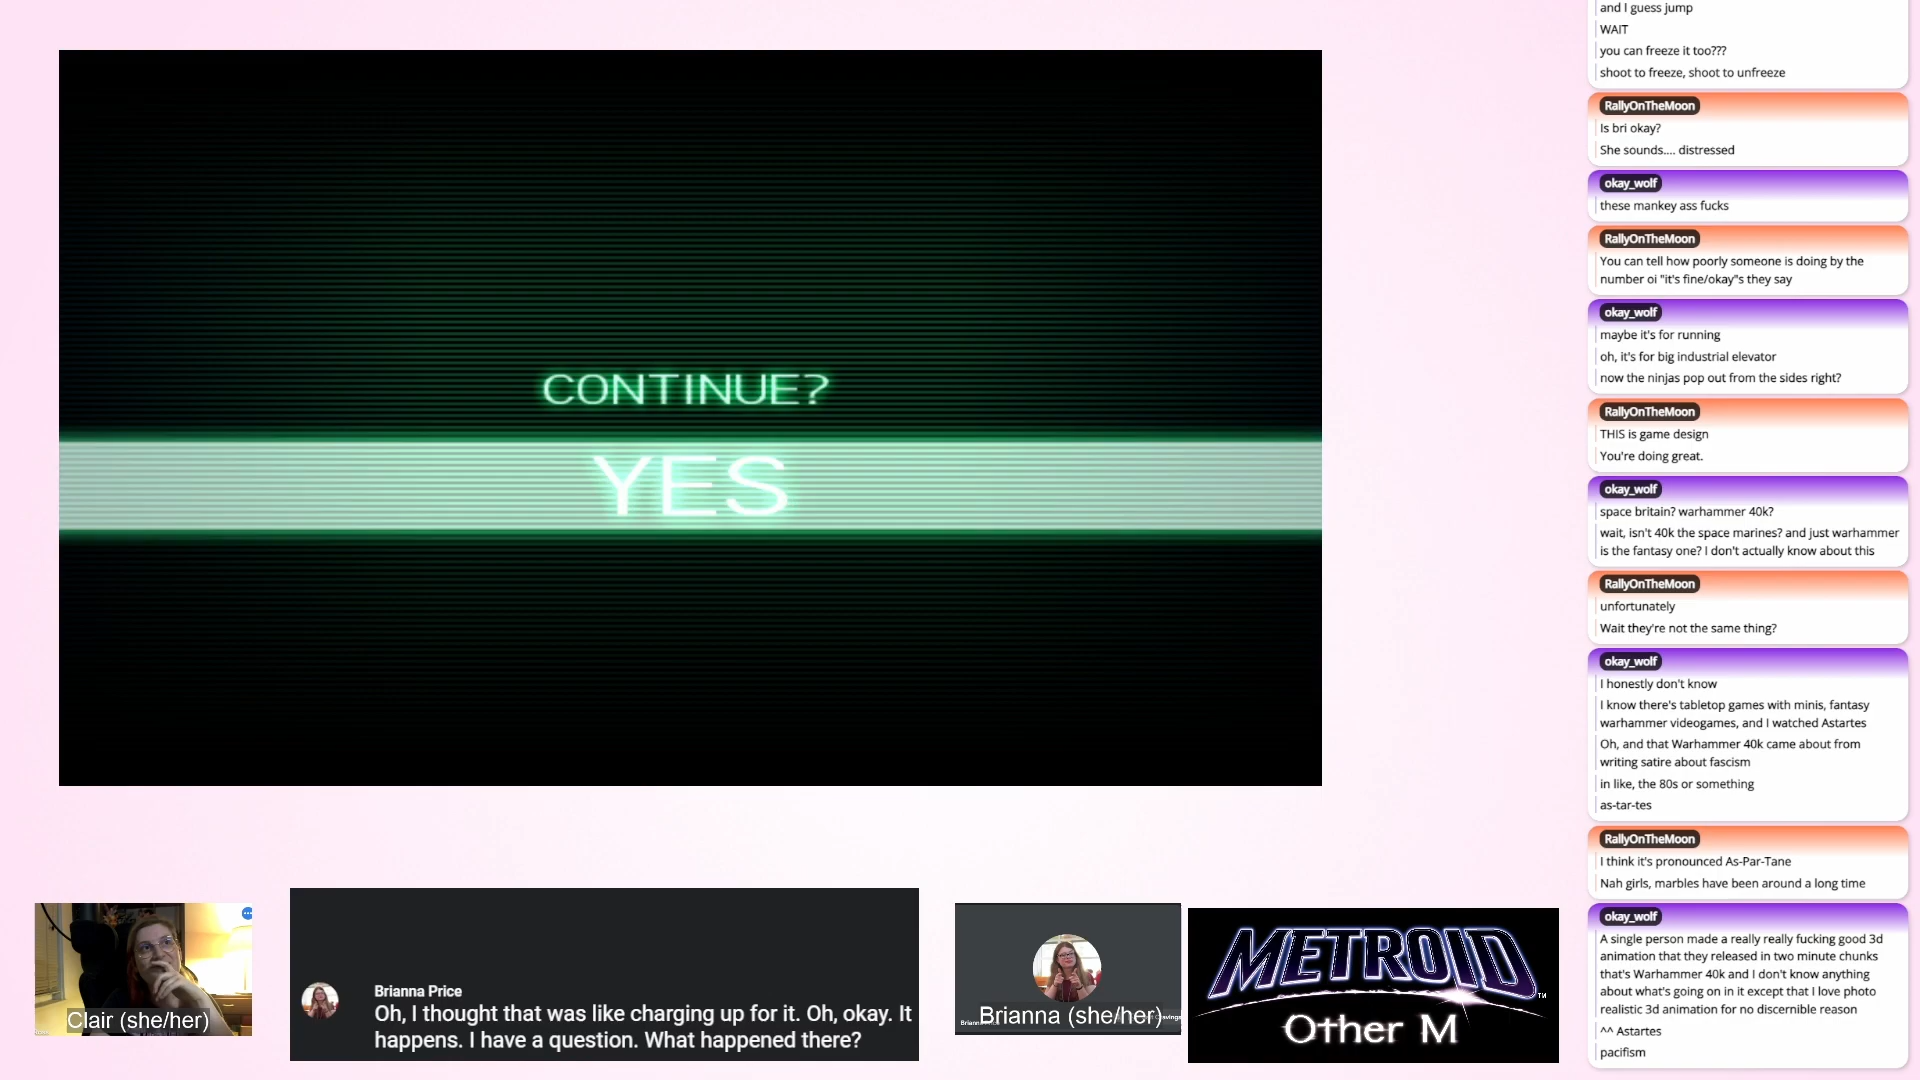 and I guess jump
WAIT
you can freeze it too???
shoot to freeze, shoot to unfreeze
RallyOnTheMoon
Is bri okay?
She sounds.... distressed
okay_wolf
these mankey ass fucks
RallyOnTheMoon
You can tell how poorly someone is doing by the
number oi "it's fine/okay"s they say
okay_wolf
maybe it's for running
oh, it's for big industrial elevator
now the ninjas pop out from the sides right?
RallyOnTheMoon
THIS is game design
You're doing great.
okay_wolf
space britain? warhammer 40k?
wait, isn't 40k the space marines? and just warhammer
is the fantasy one? I don't actually know about this
RallyOnTheMoon
unfortunately
Wait they're not the same thing?
okay_wolf
I honestly don't know
I know there's tabletop games with minis, fantasy
warhammer videogames, and I watched Astartes
Oh, and that Warhammer 40k came about from
writing satire about fascism
in like, the 80s or something
as-tar-tes
RallyOnTheMoon
I think it's pronounced As-Par-Tane
Nah girls, marbles have been around a long time
okay_wolf
A single person made a really really fucking good 3d
animation that they released in two minute chunks
that's Warhammer 40k and I don't know anything
about what's going on in it except that I love photo
realistic 3d animation for no discernible reason
^^ Astartes
pacifism
CONTINUE?
YES
Clair (she/her)
Brianna Price
Oh, I thought that was like charging up for it. Oh, okay. It
happens. I have a question. What happened there?
Brianna (she/her)
METROID
TM
Other M